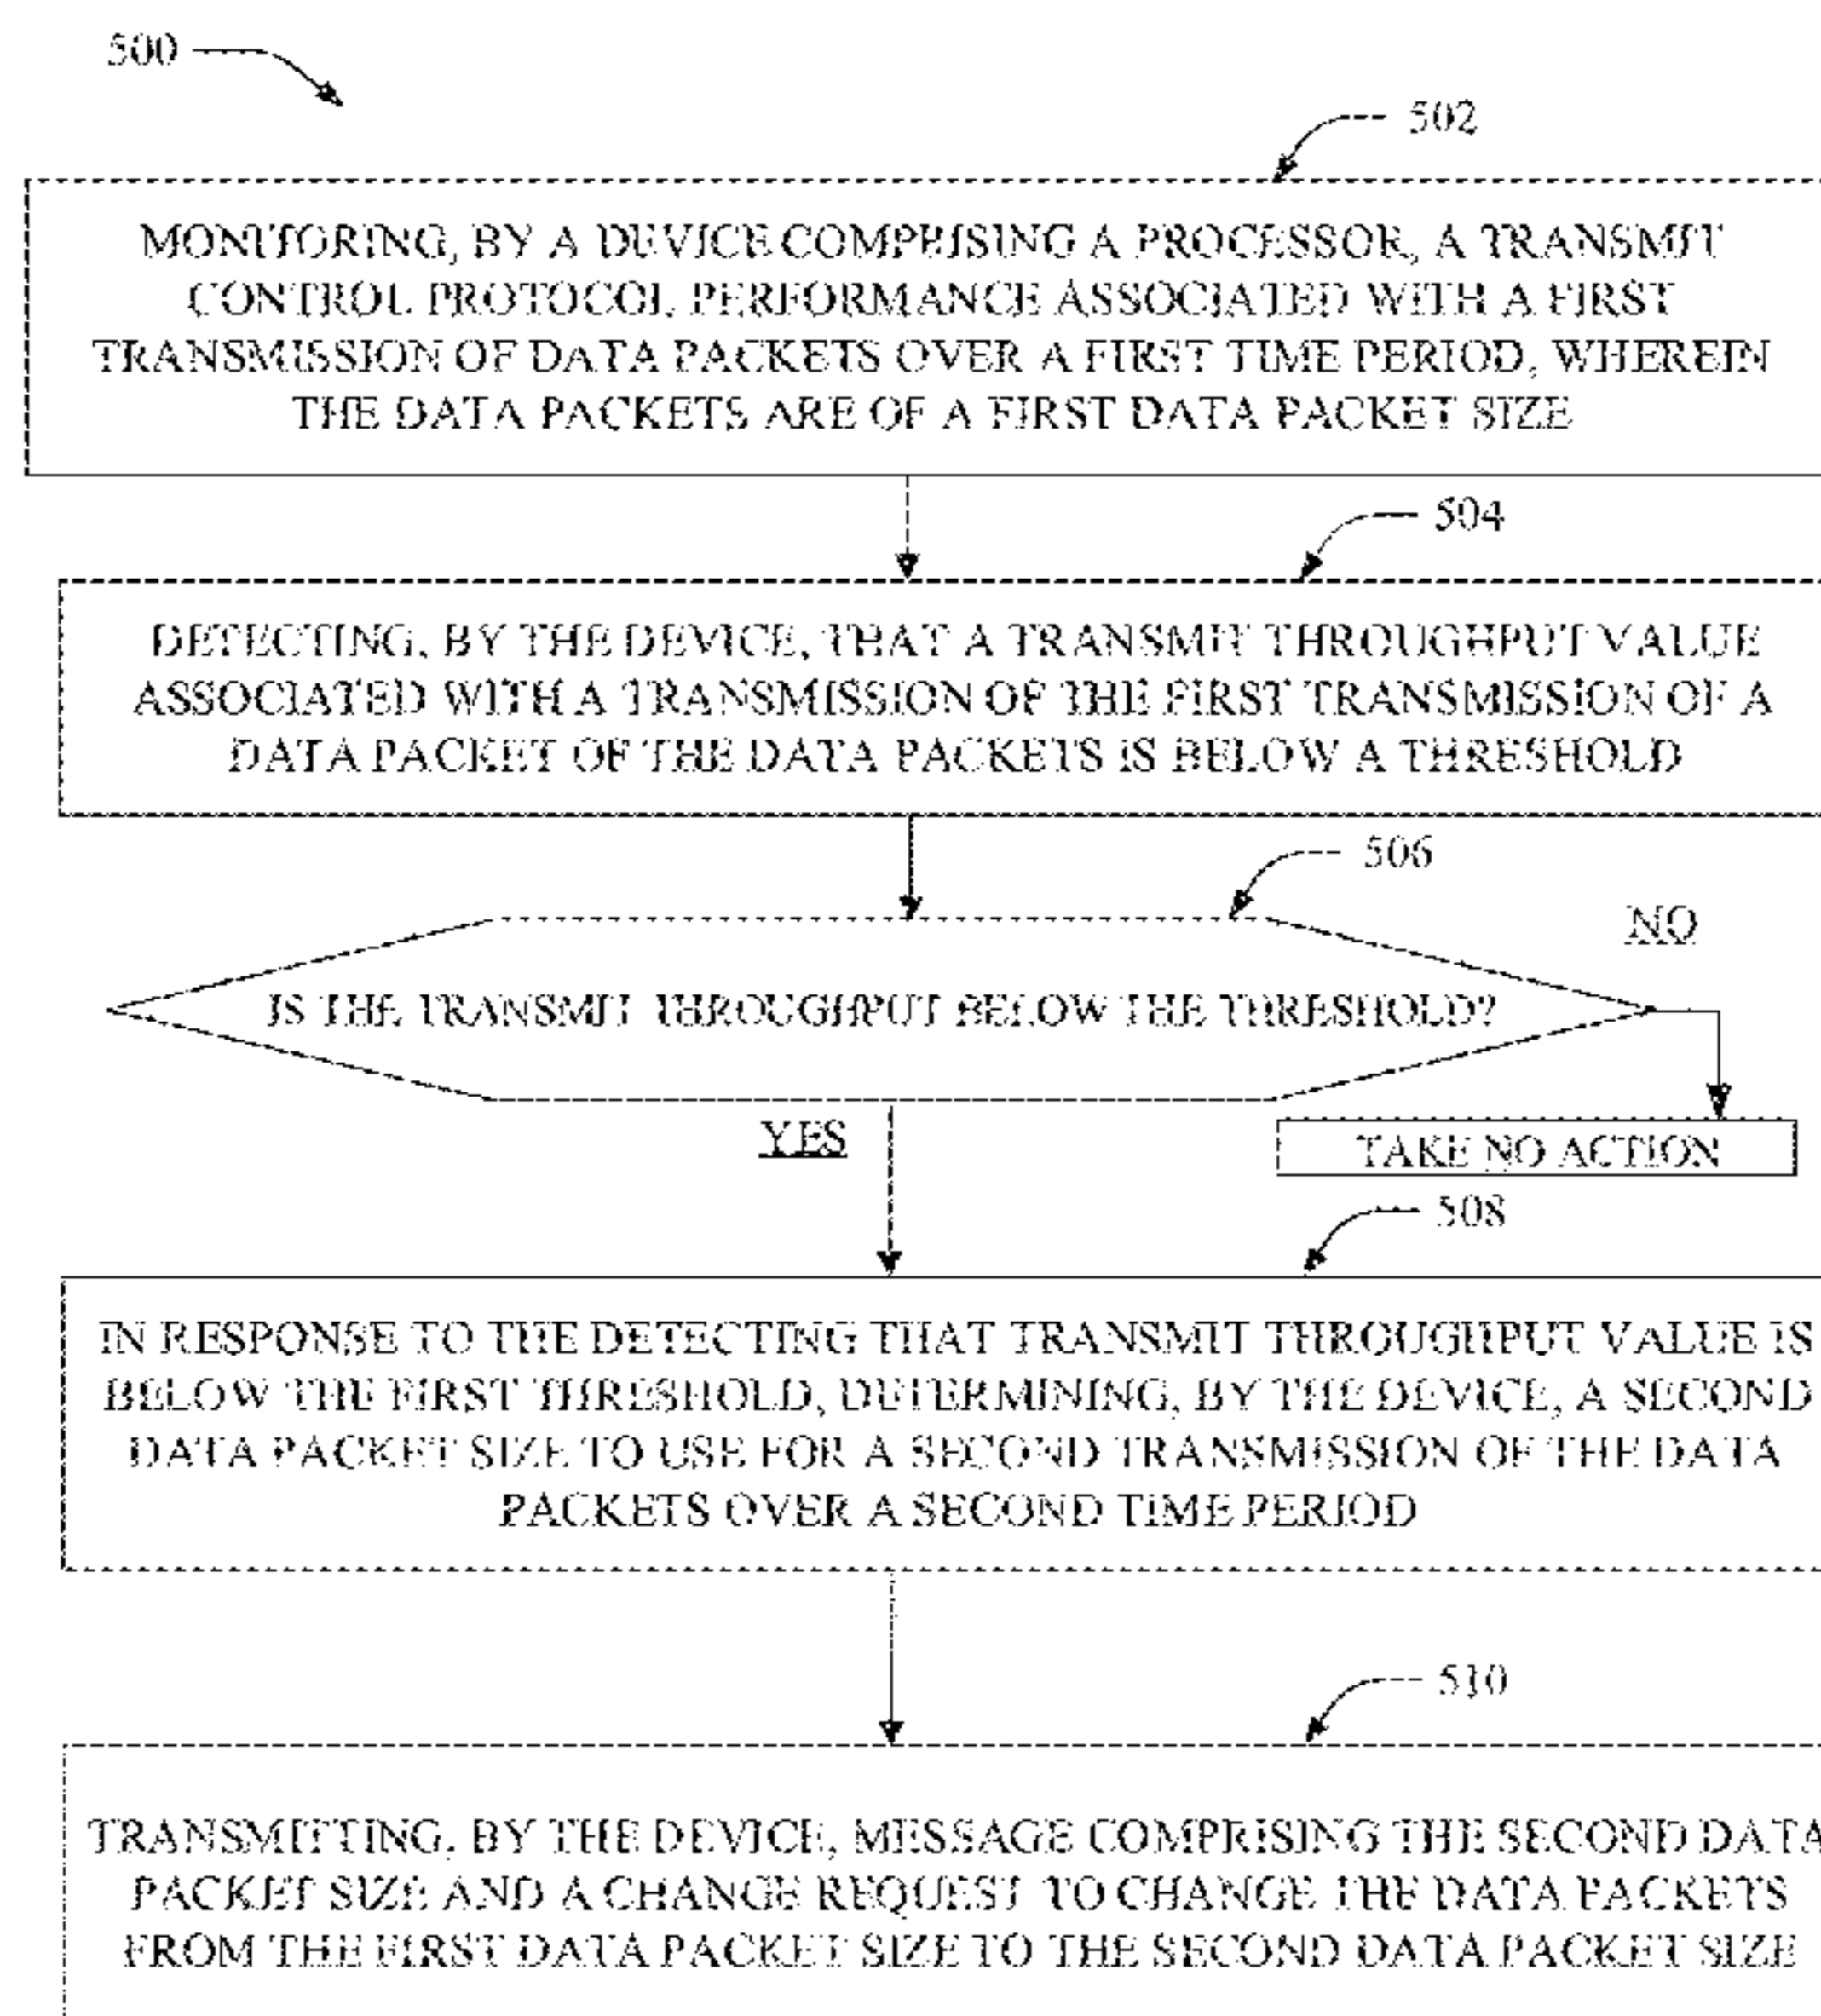 500
502
MONITORING, BY A DEVICE COMPRISING A PROCESSOR, A TRANSMIT
CONTROL PROTOCOL PERFORMANCE ASSOCIATED WITH A FIRST
TRANSMISSION OF DATA PACKETS OVER A FIRST TIME PERIOD, WHEREIN
THE DATA PACKETS ARE OF A FIRST DATA PACKET SIZE
504
DETECTING, BY THE DEVICE, THAT A TRANSMIT THROUGHPUT VALUE
ASSOCIATED WITH A TRANSMISSION OF THE FIRST TRANSMISSION OF A
DATA PACKET OF THE DATA PACKETS IS BELOW A THRESHOLD
506
NO
IS THE TRANSMIT THROUGHPUT BELOW THE THRESHOLD?
YES
TAKE NO ACTION
508
IN RESPONSE TO THE DETECTING THAT TRANSMIT THROUGHPUT VALUE IS
BELOW THE FIRST THRESHOLD, DETERMINING, BY THE DEVICE, A SECOND
DATA PACKET SIZE TO USE FOR A SECOND TRANSMISSION OF THE DATA
PACKETS OVER A SECOND TIME PERIOD
510
TRANSMITTING, BY THE DEVICE, MESSAGE COMPRISING THE SECOND DATA
PACKET SIZE AND A CHANGE REQUEST TO CHANGE THE DATA PACKETS
FROM THE FIRST DATA PACKET SIZE TO THE SECOND DATA PACKET SIZE